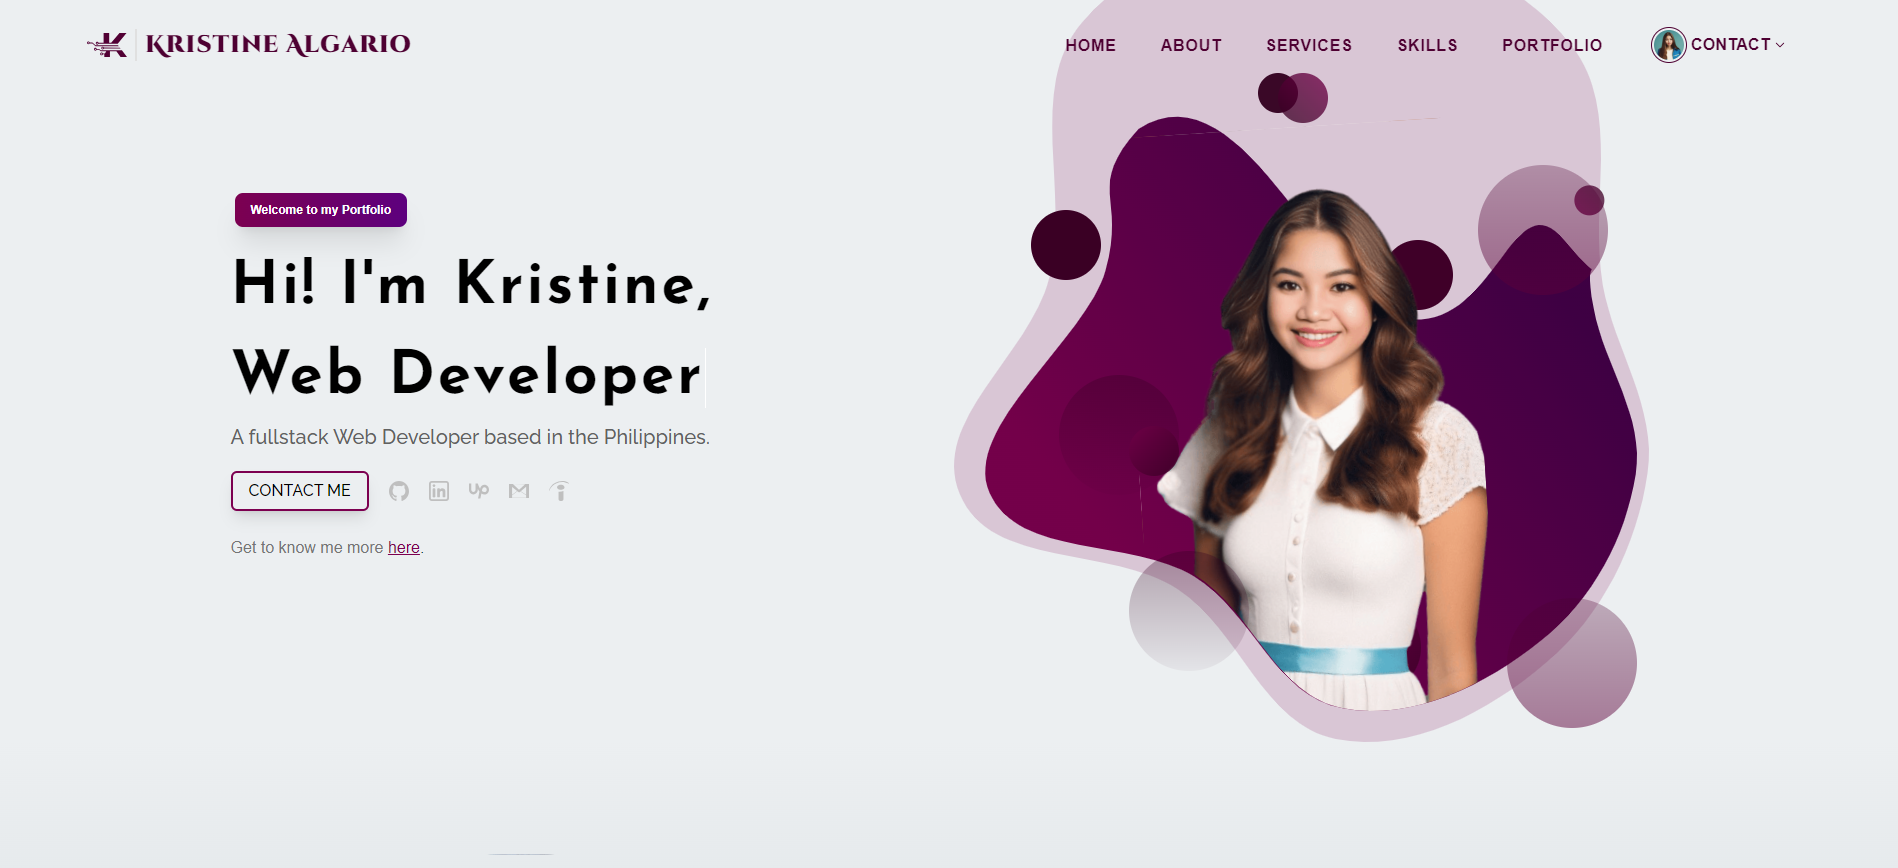 KRISTINE ALGARIO
HOME ABOUT SERVICES SKILLS PORTFOLIO CONTACT
Welcome to my Portfolio
Hi! I'm Kristine,
Web Developer
A fullstack Web Developer based in the Philippines.
CONTACT ME
Get to know me more here.